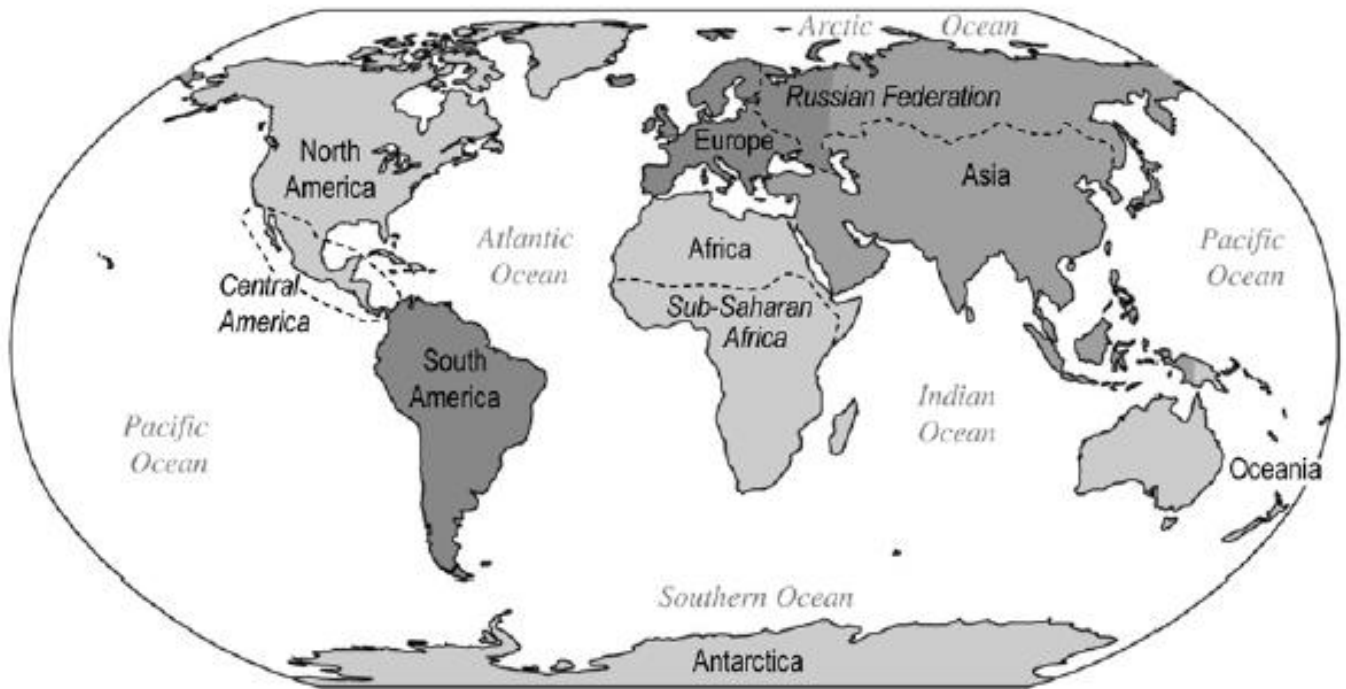 Arctic Ocean
Russian Federation
Europe
North
America
Asia
Atlantic
Ocean
Africa
Pacific
Ocean
Central
America
Sub-Saharan
Africa
South
America
Indian
Ocean
Pacific
Ocean
Oceania
Southern Ocean
Antarctica